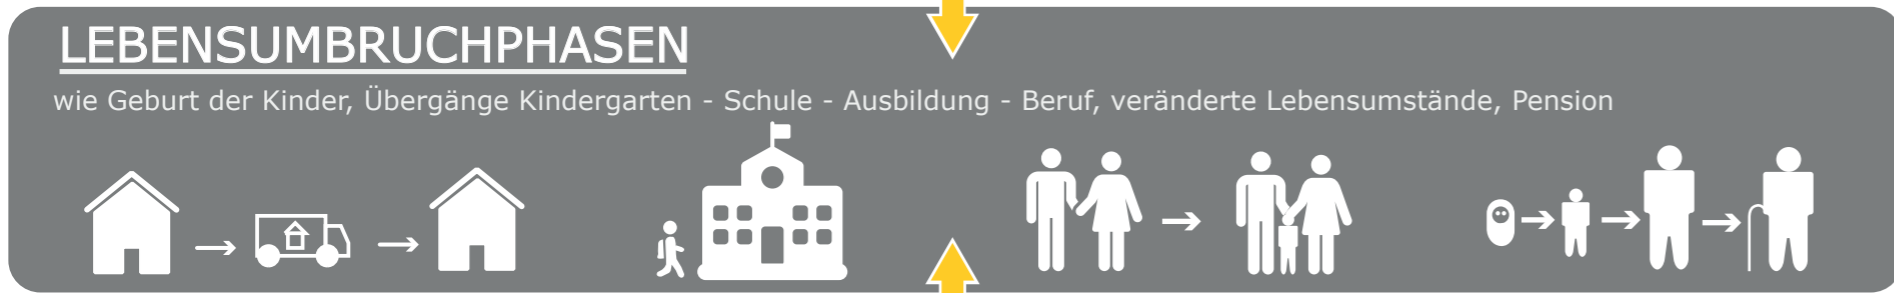 LEBENSUMBRUCHPHASEN
wie Geburt der Kinder, Übergänge Kindergarten - Schule - Ausbildung - Beruf, veränderte Lebensumstände, Pension